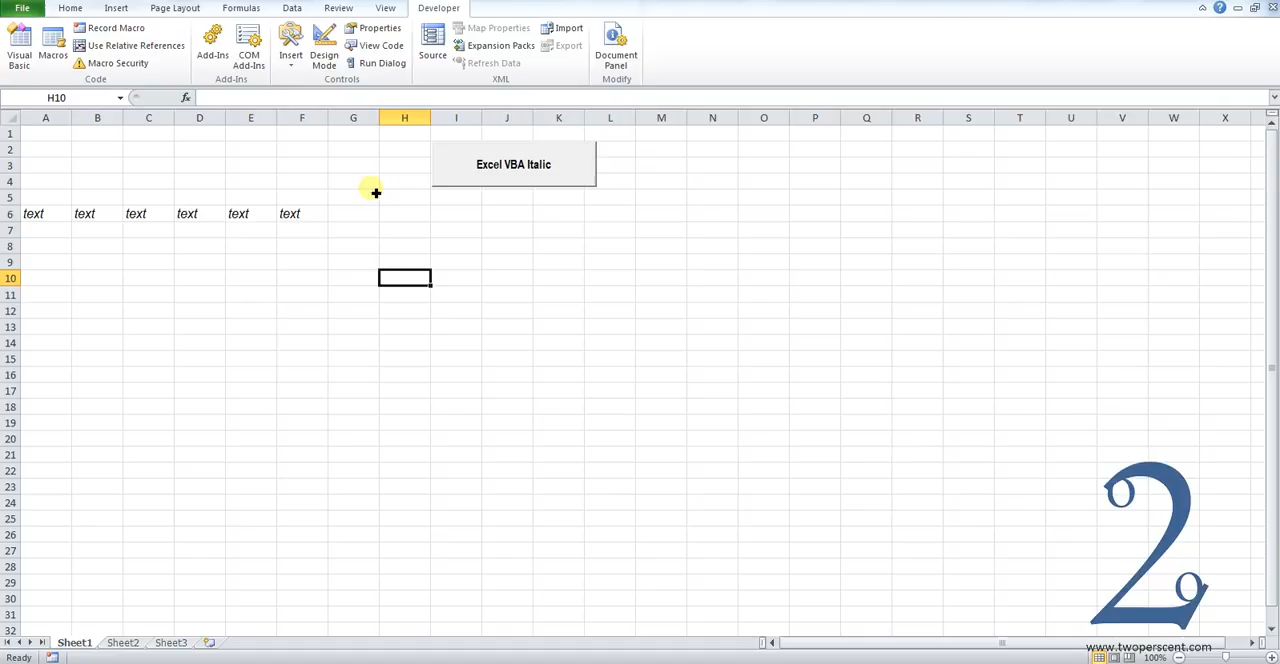 File Home Insert Page Layout Formulas Data Review View Developer
Visual Basic
Macros
Record Macro
Use Relative References
Macro Security
Code
Add-Ins
COM Add-Ins
Add-Ins
Insert
Design Mode
Properties
View Code
Run Dialog
Controls
Source
Map Properties
Expansion Packs
Refresh Data
Import
Export
XML
Document Panel
Modify
H10 fx
A B C D E F G H I J K L M N O P Q R S T U V W X
1
2
3
Excel VBA Italic
4
5
6 text text text text text text
7
8
9
10
11
12
13
14
15
16
17
18
19
20
21
22
23
24
25
26
27
28
29
30
31
32
2
Sheet1 Sheet2 Sheet3
www.twoperscent.com
Ready 100%